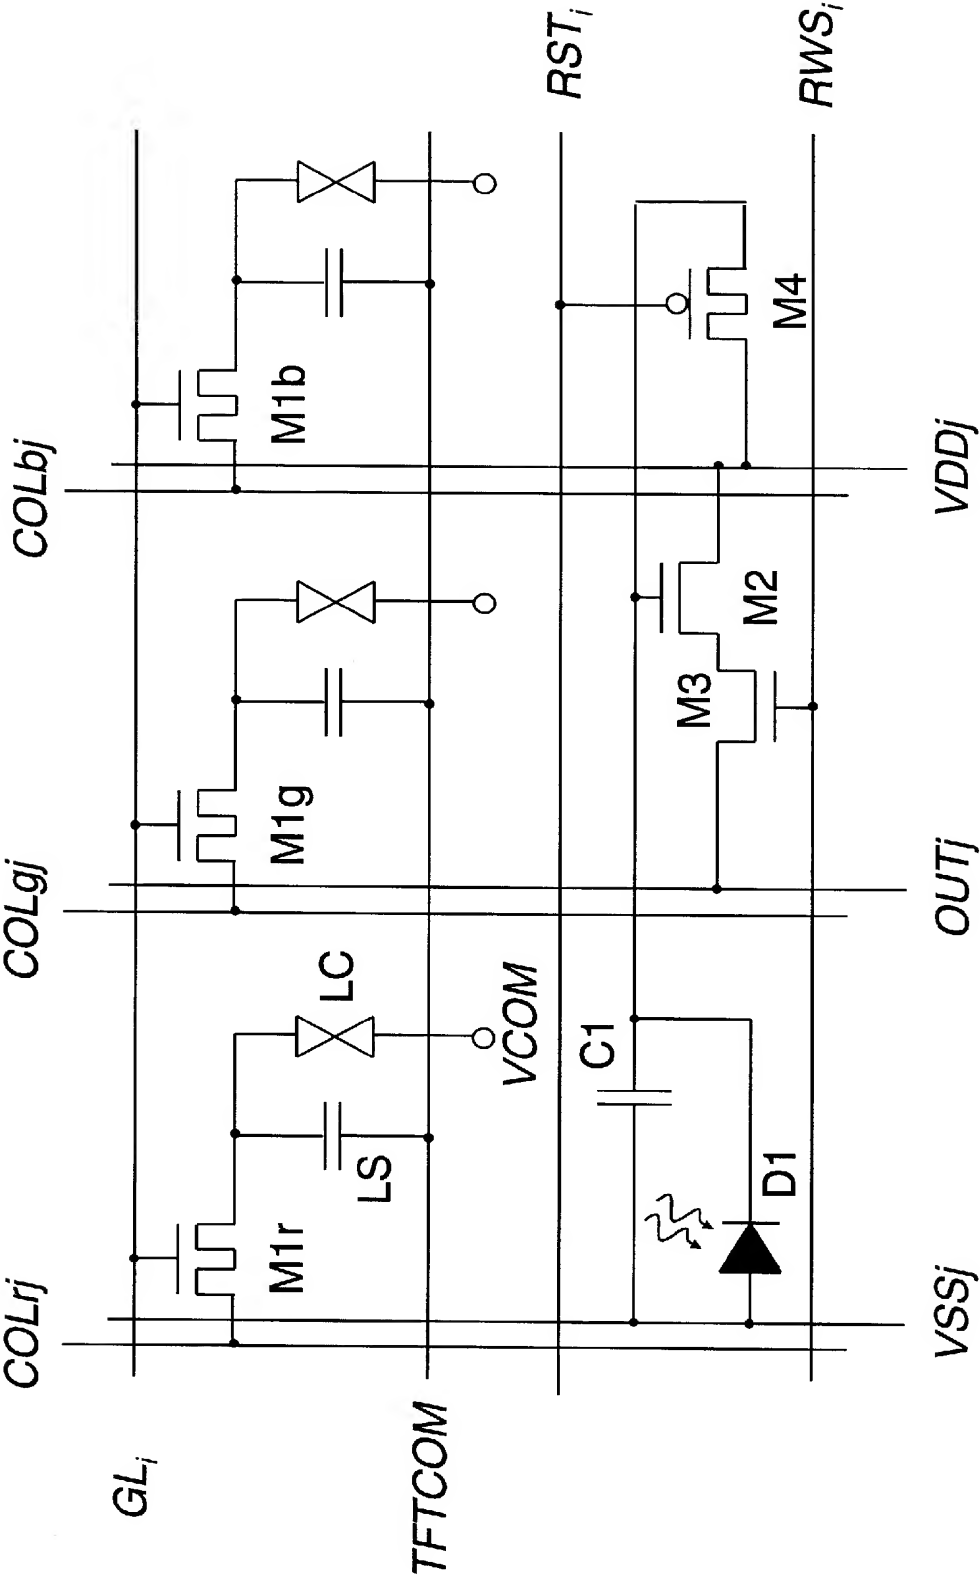 COLrj
COLgj
COLbj
GLi
M1r
M1g
M1b
LS
LC
TFTCOM
VCOM
RSTi
C1
M3
M2
M4
D1
RWSi
VSSj
OUTj
VDDj